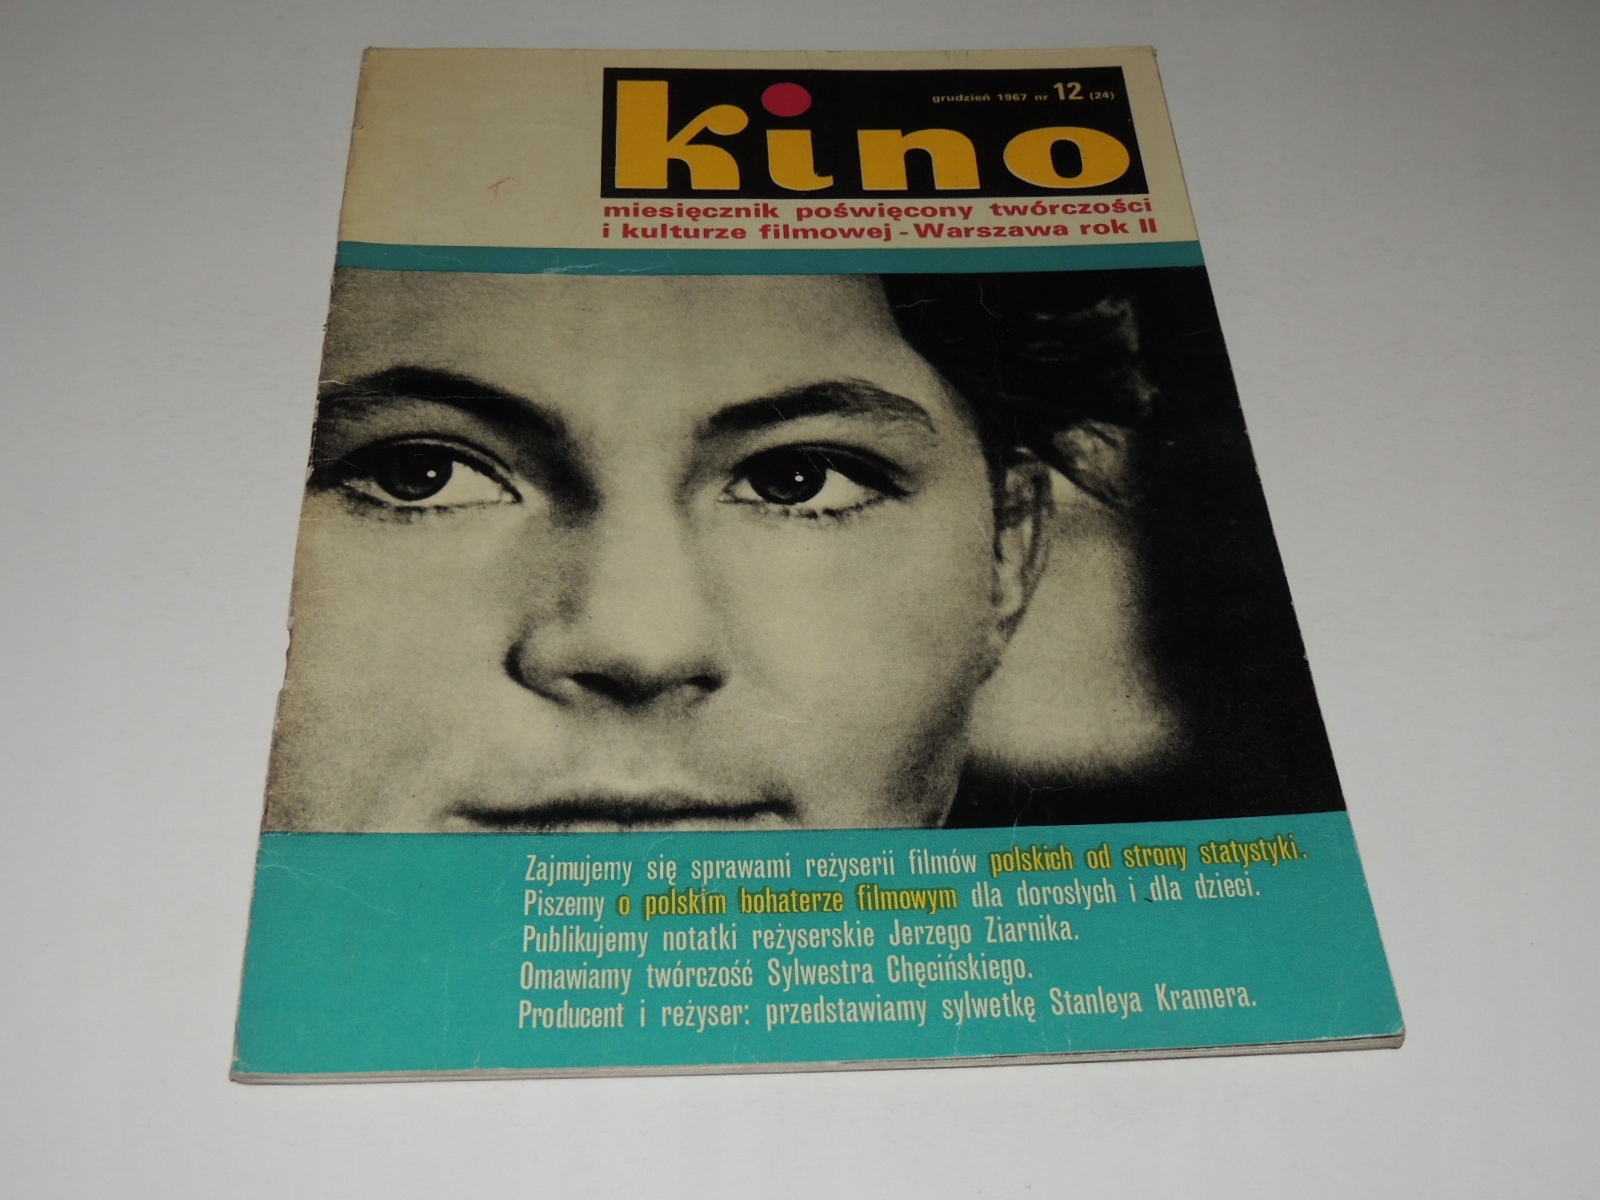 grudzień 1967 nr 12 (24)
kino
miesięcznik poświęcony twórczości
i kulturze filmowej - Warszawa rok II
Zajmujemy się sprawami reżyserii filmów polskich od strony statystyki.
Piszemy o polskim bohaterze filmowym dla dorosłych i dla dzieci.
Publikujemy notatki reżyserskie Jerzego Ziarnika.
Omawiamy twórczość Sylwestra Chęcińskiego.
Producent i reżyser: przedstawiamy sylwetkę Stanleya Kramera.